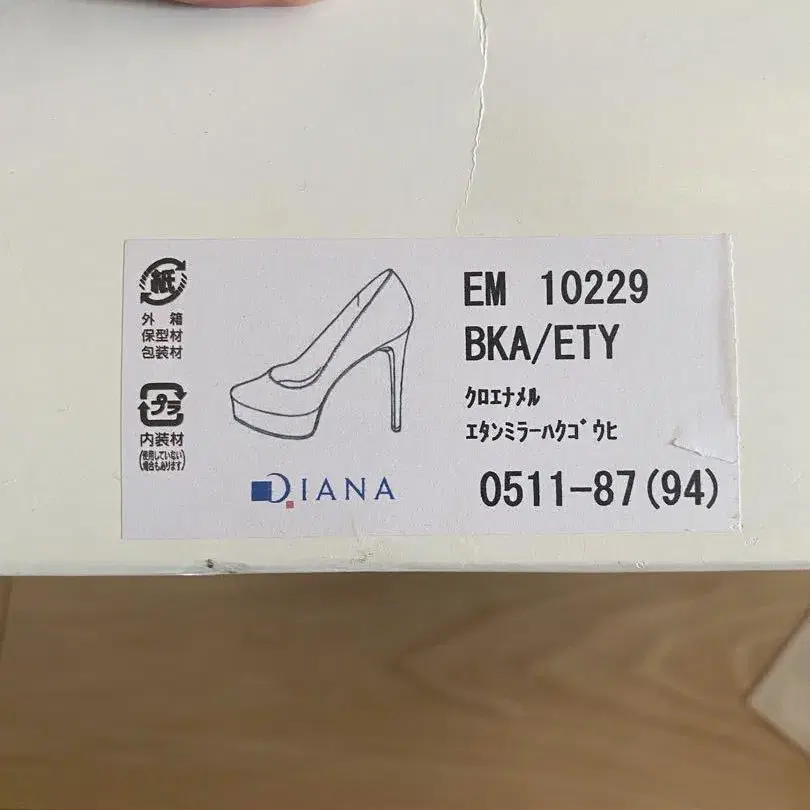 紙
外箱
保型材
包装材
プラ
内装材
(使用していない
場合もあります)
DIANA
EM 10229
BKA/ETY
ｸﾛｴﾅﾒﾙ
ｴﾀﾝﾐﾗｰﾊｸｺﾞｳﾋ
0511-87(94)